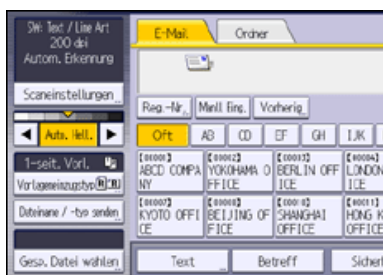 SW: Text / Line Art
200 dpi
Autom. Erkennung
Scaneinstellungen
Auto. Hell.
1-seit. Vorl.
Vorlageneinzugstyp
Dateiname / -typ senden
Gesp. Datei wählen
E-Mail
Ordner
Reg.-Nr.
Manll Eing.
Vorherig.
Oft
AB
CD
EF
GH
IJK
[00001]
ABCD COMPA
NY
[00002]
YOKOHAMA O
FFICE
[00003]
BERLIN OFF
ICE
[00004]
LONDON
ICE
[00007]
KYOTO OFFI
CE
[00008]
BEIJING OF
FICE
[00010]
SHANGHAI
OFFICE
[00011]
HONG K
OFFICE
Text
Betreff
Sicher